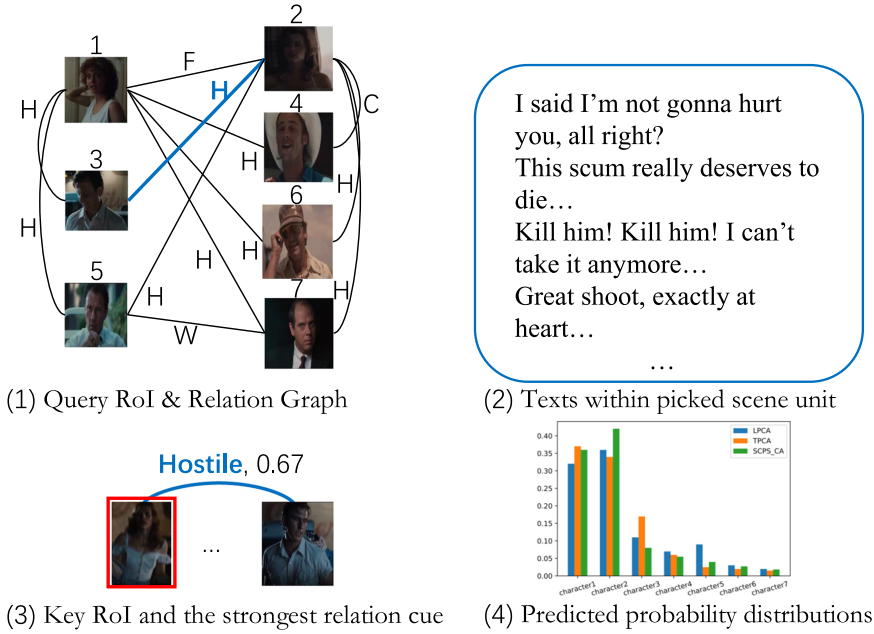 1
2
F
H
H
C
4
3
H
H
6
H
H
H
5
7
H
H
W
(1) Query RoI & Relation Graph
I said I'm not gonna hurt
you, all right?
This scum really deserves to
die…
Kill him! Kill him! I can't
take it anymore…
Great shoot, exactly at
heart…
…
(2) Texts within picked scene unit
Hostile, 0.67
…
(3) Key RoI and the strongest relation cue
LPCA
TPCA
SCPS_CA
0.40
0.35
0.30
0.25
0.20
0.15
0.10
0.05
0.00
character1
character2
character3
character4
character5
character6
character7
(4) Predicted probability distributions